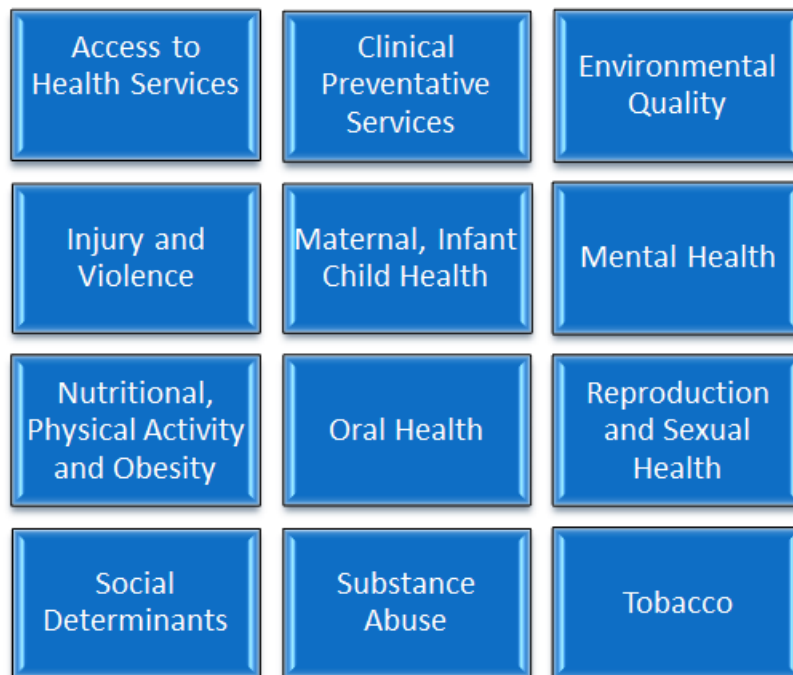 Access to
Health Services
Clinical
Preventative
Services
Environmental
Quality
Injury and
Violence
Maternal, Infant
Child Health
Mental Health
Nutritional,
Physical Activity
and Obesity
Oral Health
Reproduction
and Sexual
Health
Social
Determinants
Substance
Abuse
Tobacco